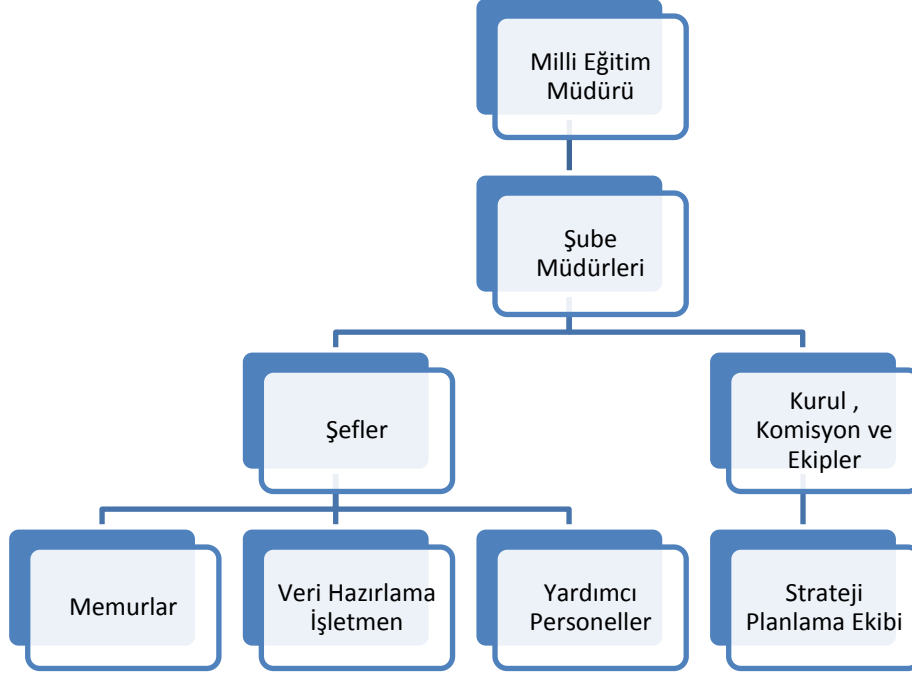 Milli Eğitim
Müdürü
Şube
Müdürleri
Şefler
Kurul ,
Komisyon ve
Ekipler
Memurlar
Veri Hazırlama
İşletmen
Yardımcı
Personeller
Strateji
Planlama Ekibi